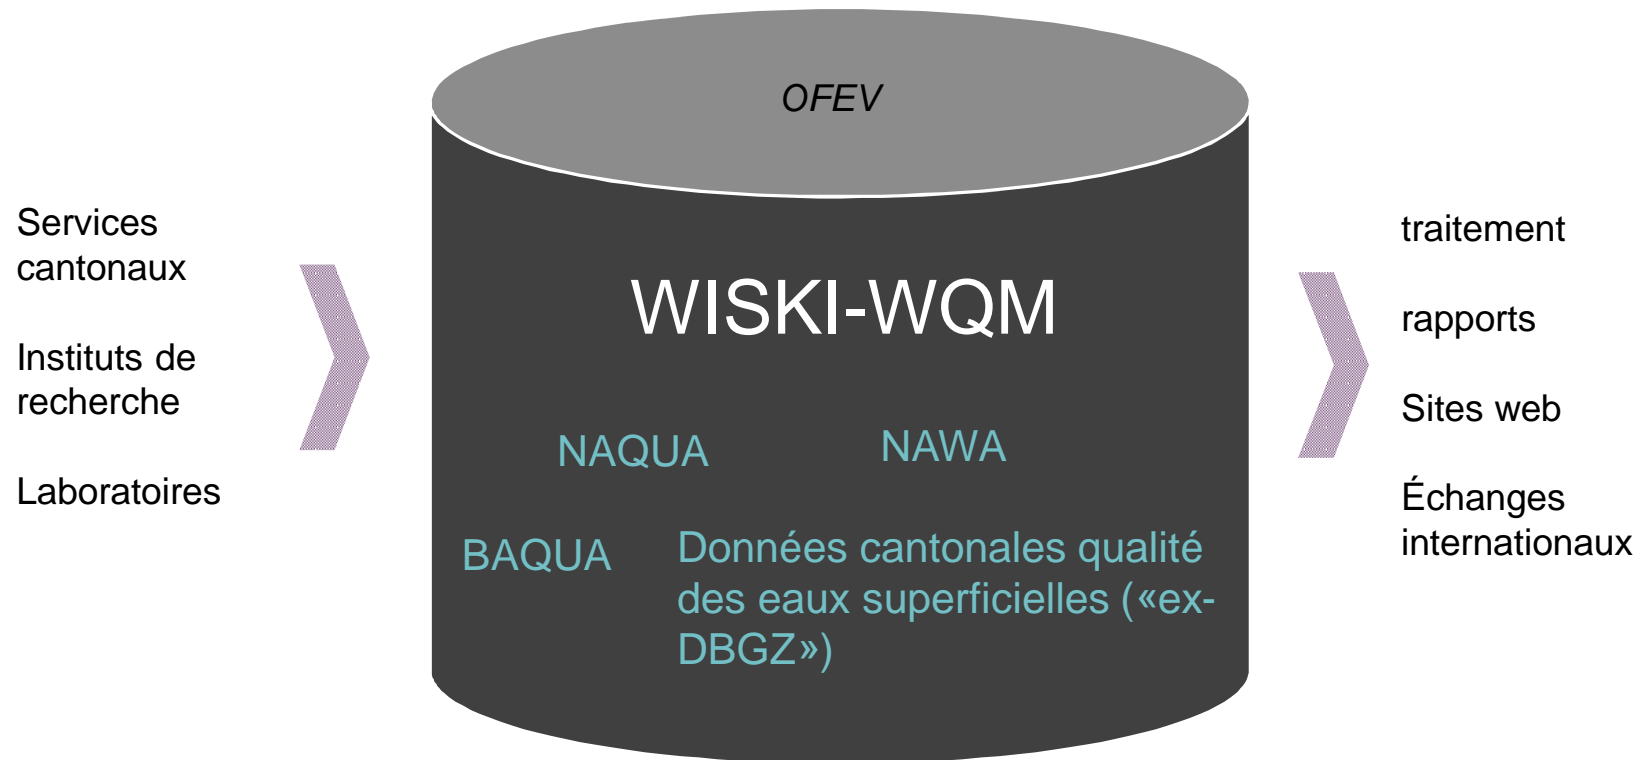 OFEV
Services
cantonaux
Instituts de
recherche
Laboratoires
WISKI-WQM
NAQUA
NAWA
BAQUA
Données cantonales qualité
des eaux superficielles («ex-
DBGZ»)
traitement
rapports
Sites web
Échanges
internationaux